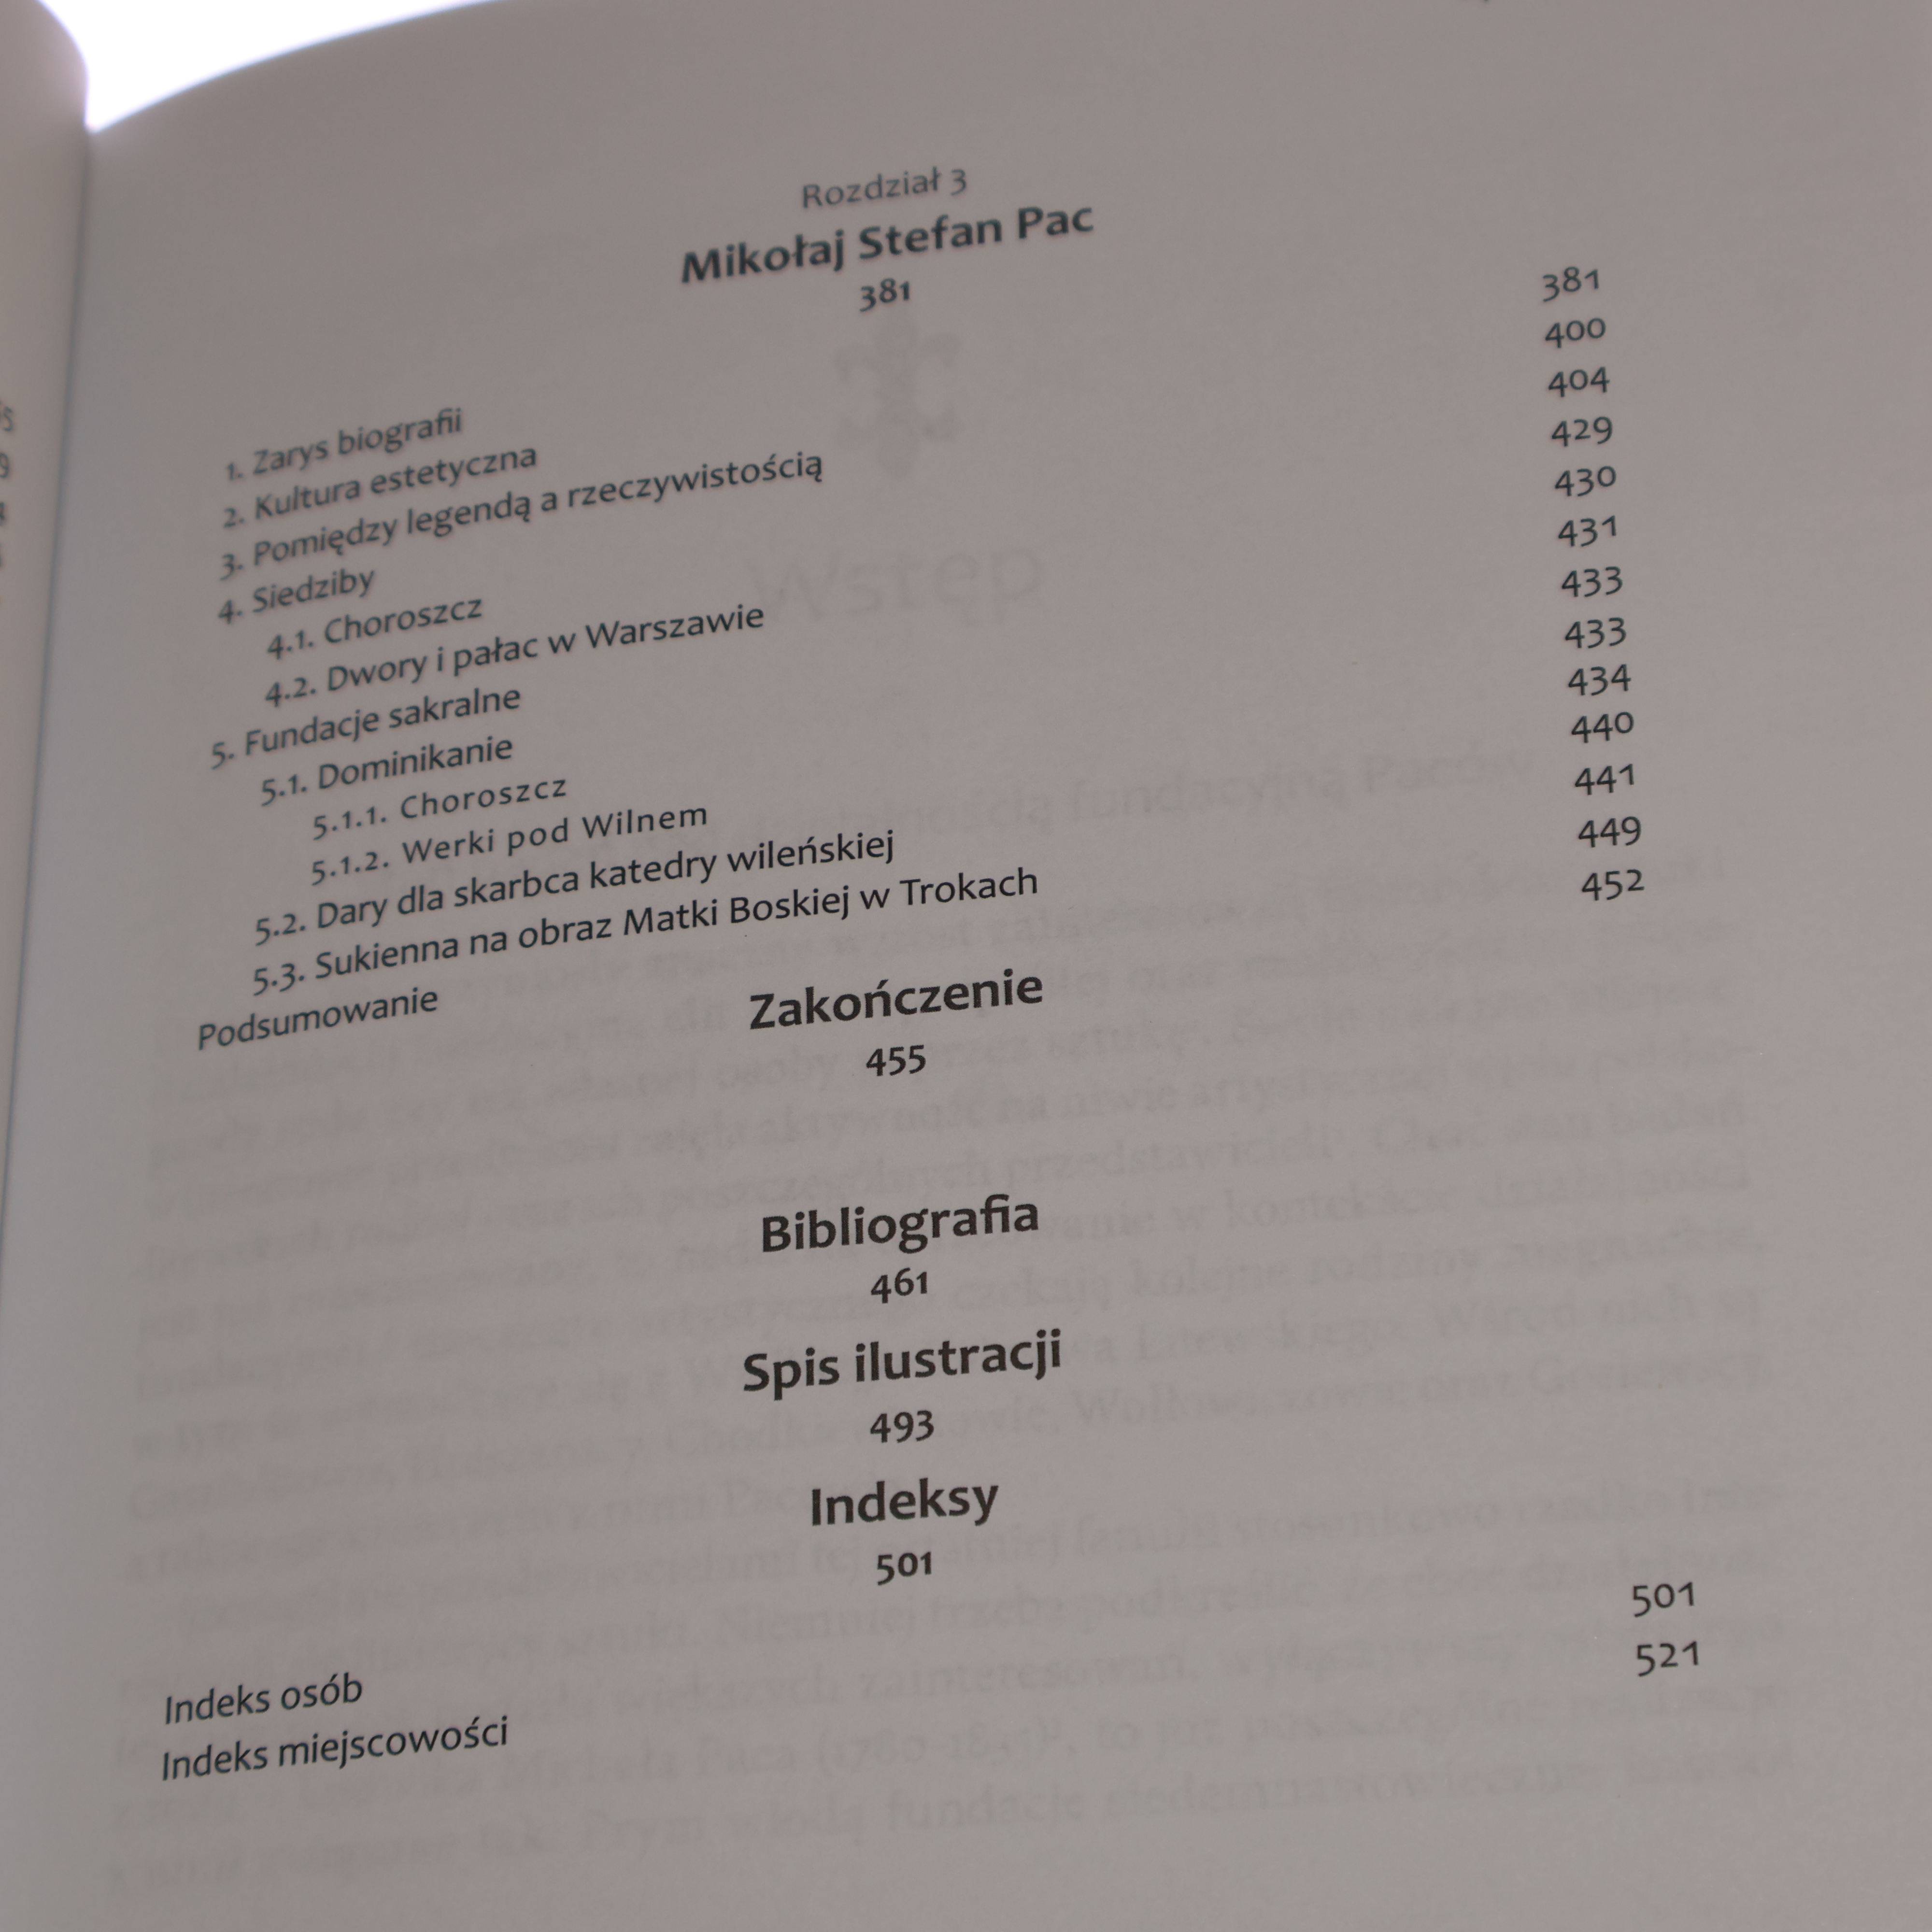 Rozdział 3
Mikołaj Stefan Pac
381
1. Zarys biografii 381
2. Kultura estetyczna 400
3. Pomiędzy legendą a rzeczywistością 404
4. Siedziby 429
4.1. Choroszcz 430
4.2. Dwory i pałac w Warszawie 431
5. Fundacje sakralne 433
5.1. Dominikanie 433
5.1.1. Choroszcz 434
5.1.2. Werki pod Wilnem 440
5.2. Dary dla skarbca katedry wileńskiej 441
5.3. Sukienna na obraz Matki Boskiej w Trokach 449
Podsumowanie 452
Zakończenie
455
Bibliografia
461
Spis ilustracji
493
Indeksy
501
Indeks osób 501
Indeks miejscowości 521